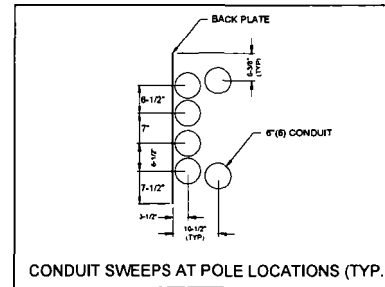 BACK PLATE
6-3/8"
(TYP)
6-1/2"
7"
6-1/2"
7-1/2"
6"(6) CONDUIT
3-1/2"
10-1/2"
(TYP)
CONDUIT SWEEPS AT POLE LOCATIONS (TYP.